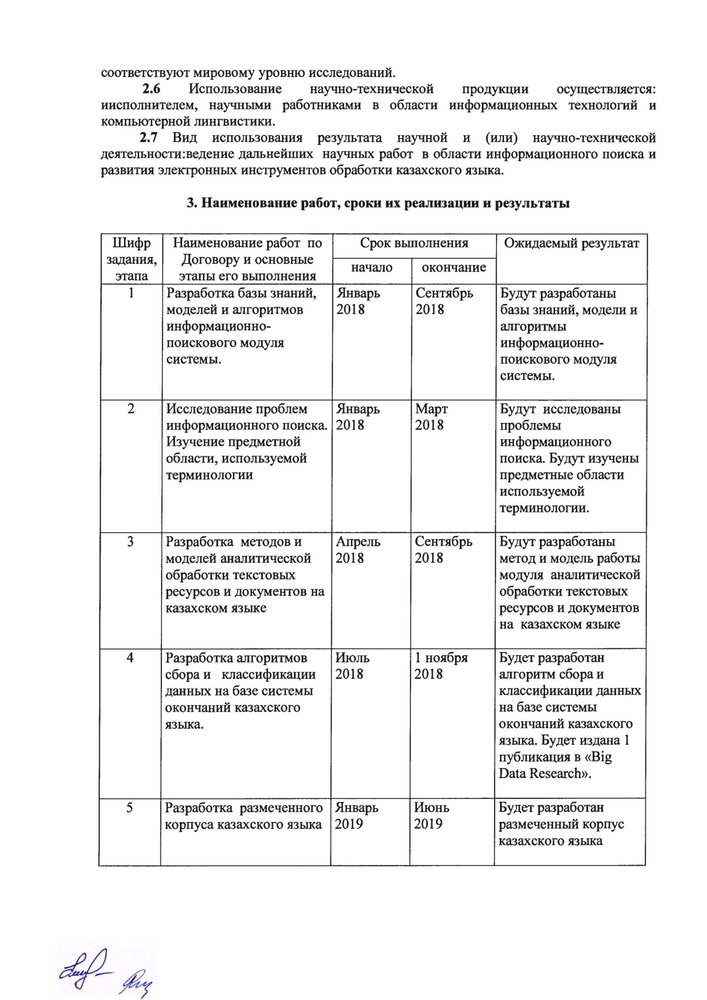 соответствуют мировому уровню исследований.
2.6 Использование научно-технической продукции осуществляется:
иисполнителем, научными работниками в области информационных технологий и
компьютерной лингвистики.
2.7 Вид использования результата научной и (или) научно-технической
деятельности:ведение дальнейших научных работ в области информационного поиска и
развития электронных инструментов обработки казахского языка.
3. Наименование работ, сроки их реализации и результаты
Шифр
задания,
этапа
Наименование работ по
Договору и основные
этапы его выполнения
Срок выполнения
начало
окончание
Ожидаемый результат
1
Разработка базы знаний,
моделей и алгоритмов
информационно-
поискового модуля
системы.
Январь
2018
Сентябрь
2018
Будут разработаны
базы знаний, модели и
алгоритмы
информационно-
поискового модуля
системы.
2
Исследование проблем
информационного поиска.
Изучение предметной
области, используемой
терминологии
Январь
2018
Март
2018
Будут исследованы
проблемы
информационного
поиска. Будут изучены
предметные области
используемой
терминологии.
3
Разработка методов и
моделей аналитической
обработки текстовых
ресурсов и документов на
казахском языке
Апрель
2018
Сентябрь
2018
Будут разработаны
метод и модель работы
модуля аналитической
обработки текстовых
ресурсов и документов
на казахском языке
4
Разработка алгоритмов
сбора и классификации
данных на базе системы
окончаний казахского
языка.
Июль
2018
1 ноября
2018
Будет разработан
алгоритм сбора и
классификации данных
на базе системы
окончаний казахского
языка. Будет издана 1
публикация в «Big
Data Research».
5
Разработка размеченного
корпуса казахского языка
Январь
2019
Июнь
2019
Будет разработан
размеченный корпус
казахского языка